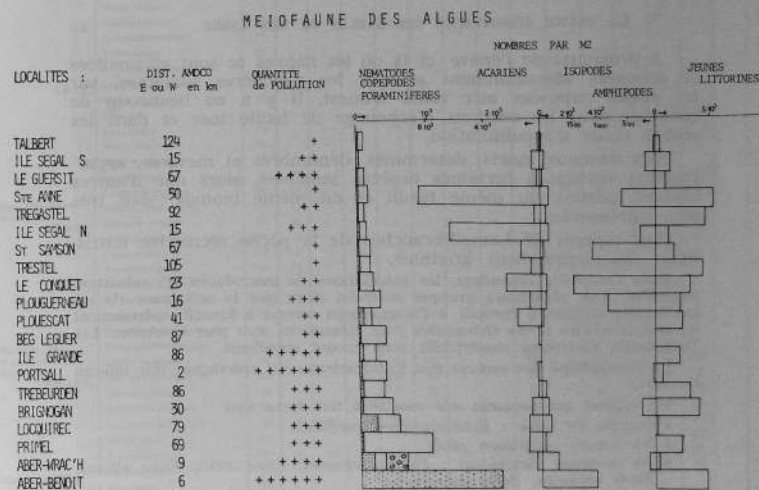 MEIOFAUNE DES ALGUES
NOMBRES PAR M2
LOCALITES : DIST. AMOCO QUANTITE NEMATODES ACARIENS ISOPODES JEUNES
E ou W en km de POLLUTION COPEPODES AMPHIPODES LITTORINES
FORAMINIFERES
TALBERT 124 +
ILE SEGAL S 15 + +
LE GUERSIT 67 + + + + +
STE ANNE 50 +
TREGASTEL 92 +
ILE SEGAL N 15 + + +
ST SAMSON 67 + +
TRESTEL 105 +
LE CONQUET 23 + +
PLOUGUERNEAU 16 + + +
PLOUESCAT 41 + +
BEG LEGUER 87
ILE GRANDE 86 + + + + + +
PORTSALL 2 + + + + + + +
TREBEURDEN 86 + + +
BRIGNOGAN 30 + + +
LOCQUIREC 79 + + + +
PRIMEL 69 + + + +
ABER-WRAC'H 9 + + + + +
ABER-BENOIT 6 + + + + + + +